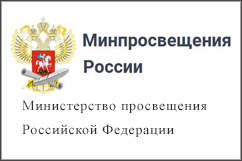 Минпросвещения
России
Министерство просвещения
Российской Федерации